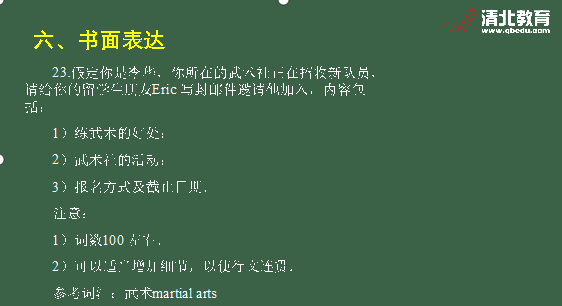 清北教育
www.qbedu.com
六、书面表达
23.假定你是李华，你所在的武术社正在招收新队员，
请给你的留学生朋友Eric 写封邮件邀请他加入，内容包
括：
1）练武术的好处；
2）武术社的活动；
3）报名方式及截止日期。
注意：
1）词数100 左右；
2）可以适当增加细节，以使行文连贯。
参考词汇：武术martial arts